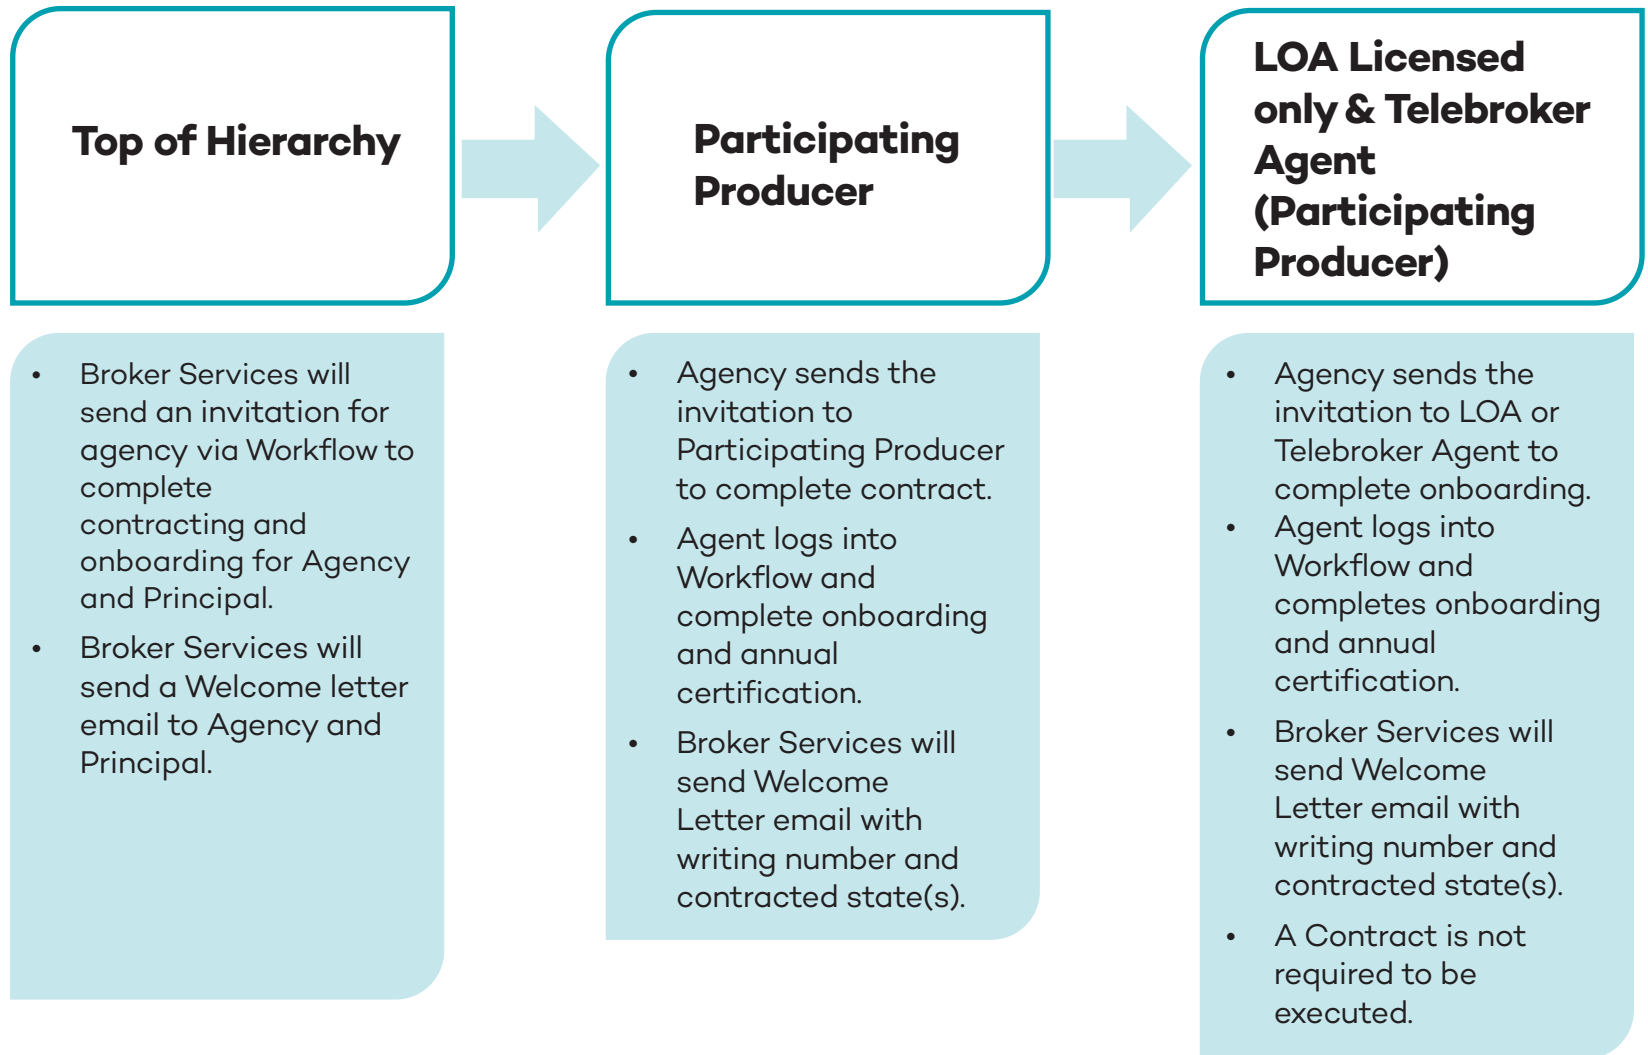 Top of Hierarchy
• Broker Services will
send an invitation for
agency via Workflow to
complete
contracting and
onboarding for Agency
and Principal.
• Broker Services will
send a Welcome letter
email to Agency and
Principal.
Participating
Producer
• Agency sends the
invitation to
Participating Producer
to complete contract.
• Agent logs into
Workflow and
complete onboarding
and annual
certification.
• Broker Services will
send Welcome
Letter email with
writing number and
contracted state(s).
LOA Licensed
only & Telebroker
Agent
(Participating
Producer)
• Agency sends the
invitation to LOA or
Telebroker Agent to
complete onboarding.
• Agent logs into
Workflow and
completes onboarding
and annual
certification.
• Broker Services will
send Welcome
Letter email with
writing number and
contracted state(s).
• A Contract is not
required to be
executed.